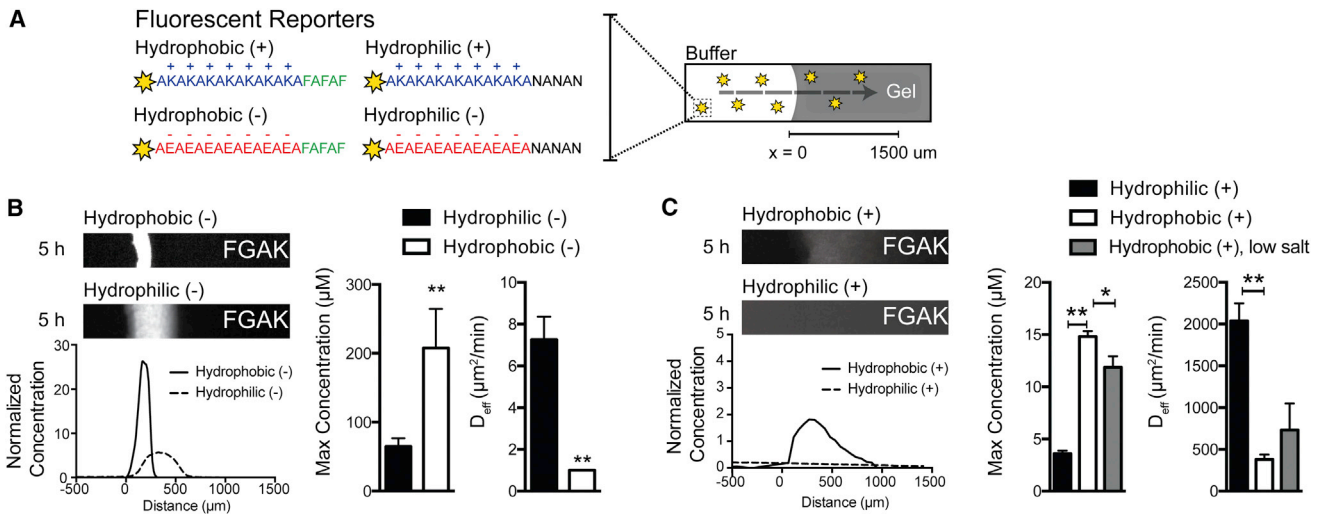 A
Fluorescent Reporters
Hydrophobic (+)
+ + + + + + +
AKAKAKAKAKAKAKAFAFAF
Hydrophilic (+)
+ + + + + + +
AKAKAKAKAKAKAKANANAN
Hydrophobic (-)
- - - - - - -
AEAEAEAEAEAEAEAFAFAF
Hydrophilic (-)
- - - - - - -
AEAEAEAEAEAEAEANANAN
Buffer
Gel
x = 0
1500 um
B
Hydrophobic (-)
5 h
FGAK
Hydrophilic (-)
5 h
FGAK
Normalized
Concentration
30
20
10
0
Hydrophobic (-)
Hydrophilic (-)
-500
0
500
1000
1500
Distance (µm)
Hydrophilic (-)
Hydrophobic (-)
Max Concentration (µM)
300
200
100
0
**
Deff (µm²/min)
10
8
6
4
2
0
**
C
Hydrophobic (+)
5 h
FGAK
Hydrophilic (+)
5 h
FGAK
Normalized
Concentration
5
4
3
2
1
0
Hydrophobic (+)
Hydrophilic (+)
-500
0
500
1000
1500
Distance (µm)
Hydrophilic (+)
Hydrophobic (+)
Hydrophobic (+), low salt
Max Concentration (µM)
20
15
10
5
0
**
*
Deff (µm²/min)
2500
2000
1500
1000
500
0
**